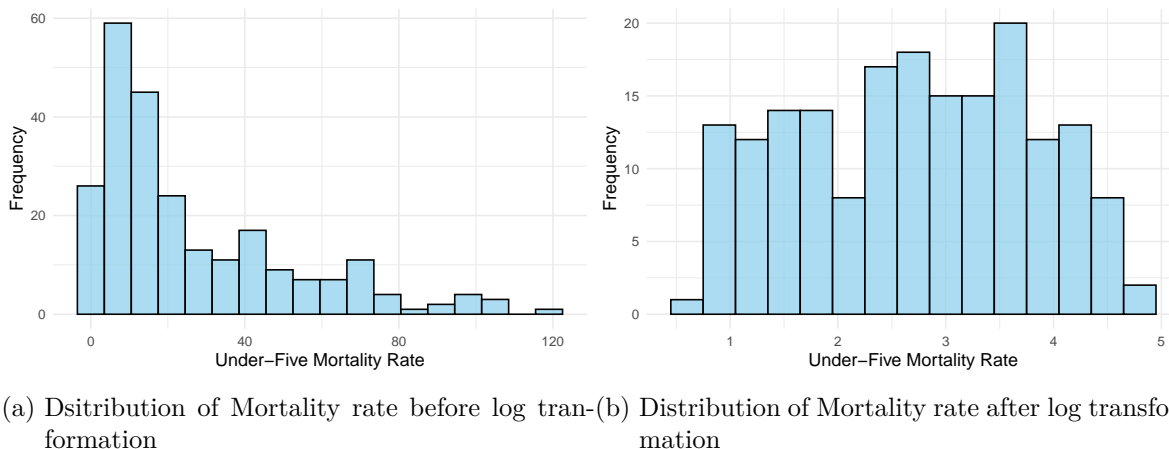 60
40
20
0
Frequency
0
40
80
120
Under-Five Mortality Rate
20
15
10
5
0
Frequency
1
2
3
4
5
Under-Five Mortality Rate
(a) Dsitribution of Mortality rate before log tran-
formation
(b) Distribution of Mortality rate after log transfo
mation